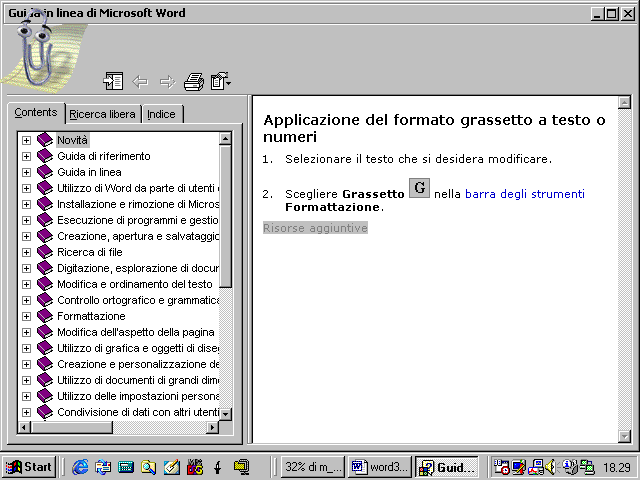 Guida in linea di Microsoft Word
Contents
Ricerca libera
Indice
Novità
Guida di riferimento
Guida in linea
Utilizzo di Word da parte di utenti
Installazione e rimozione di Micros
Esecuzione di programmi e gestio
Creazione, apertura e salvataggio
Ricerca di file
Digitazione, esplorazione di docur
Modifica e ordinamento del testo
Controllo ortografico e grammatica
Formattazione
Modifica dell'aspetto della pagina
Utilizzo di grafica e oggetti di dise
Creazione e personalizzazione de
Utilizzo di documenti di grandi dim
Utilizzo delle impostazioni persona
Condivisione di dati con altri utenti
Applicazione del formato grassetto a testo o
numeri
1. Selezionare il testo che si desidera modificare.
2. Scegliere Grassetto G nella barra degli strumenti
Formattazione.
Risorse aggiuntive
Start
32% di m_...
word3...
Guid...
18.29